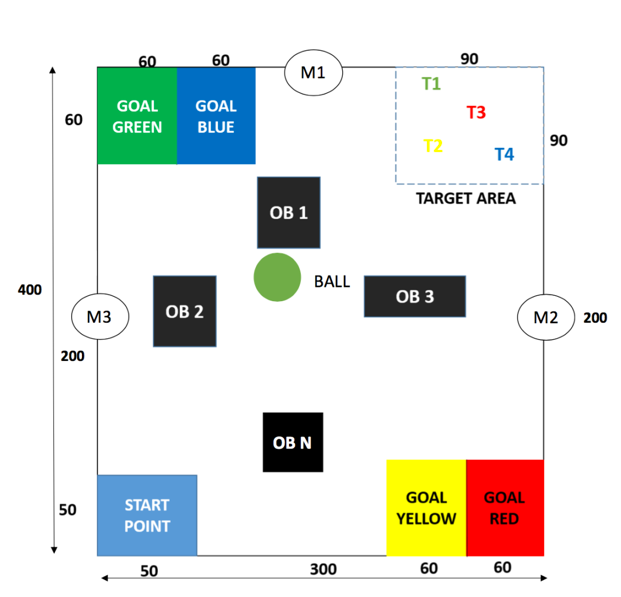 60
60
90
M1
GOAL
GREEN
GOAL
BLUE
60
T1
T3
T2
T4
90
TARGET AREA
OB 1
BALL
OB 2
OB 3
400
M3
M2
200
200
OB N
START
POINT
GOAL
YELLOW
GOAL
RED
50
50
300
60
60